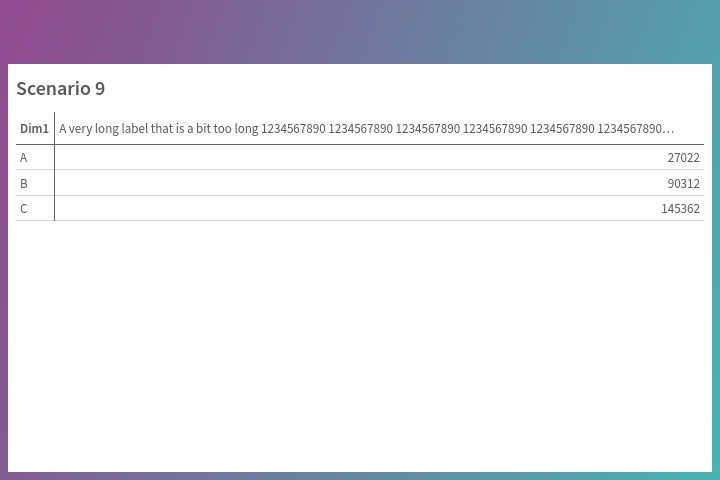 Scenario 9
Dim1 A very long label that is a bit too long 1234567890 1234567890 1234567890 1234567890 1234567890 1234567890…
A 27022
B 90312
C 145362